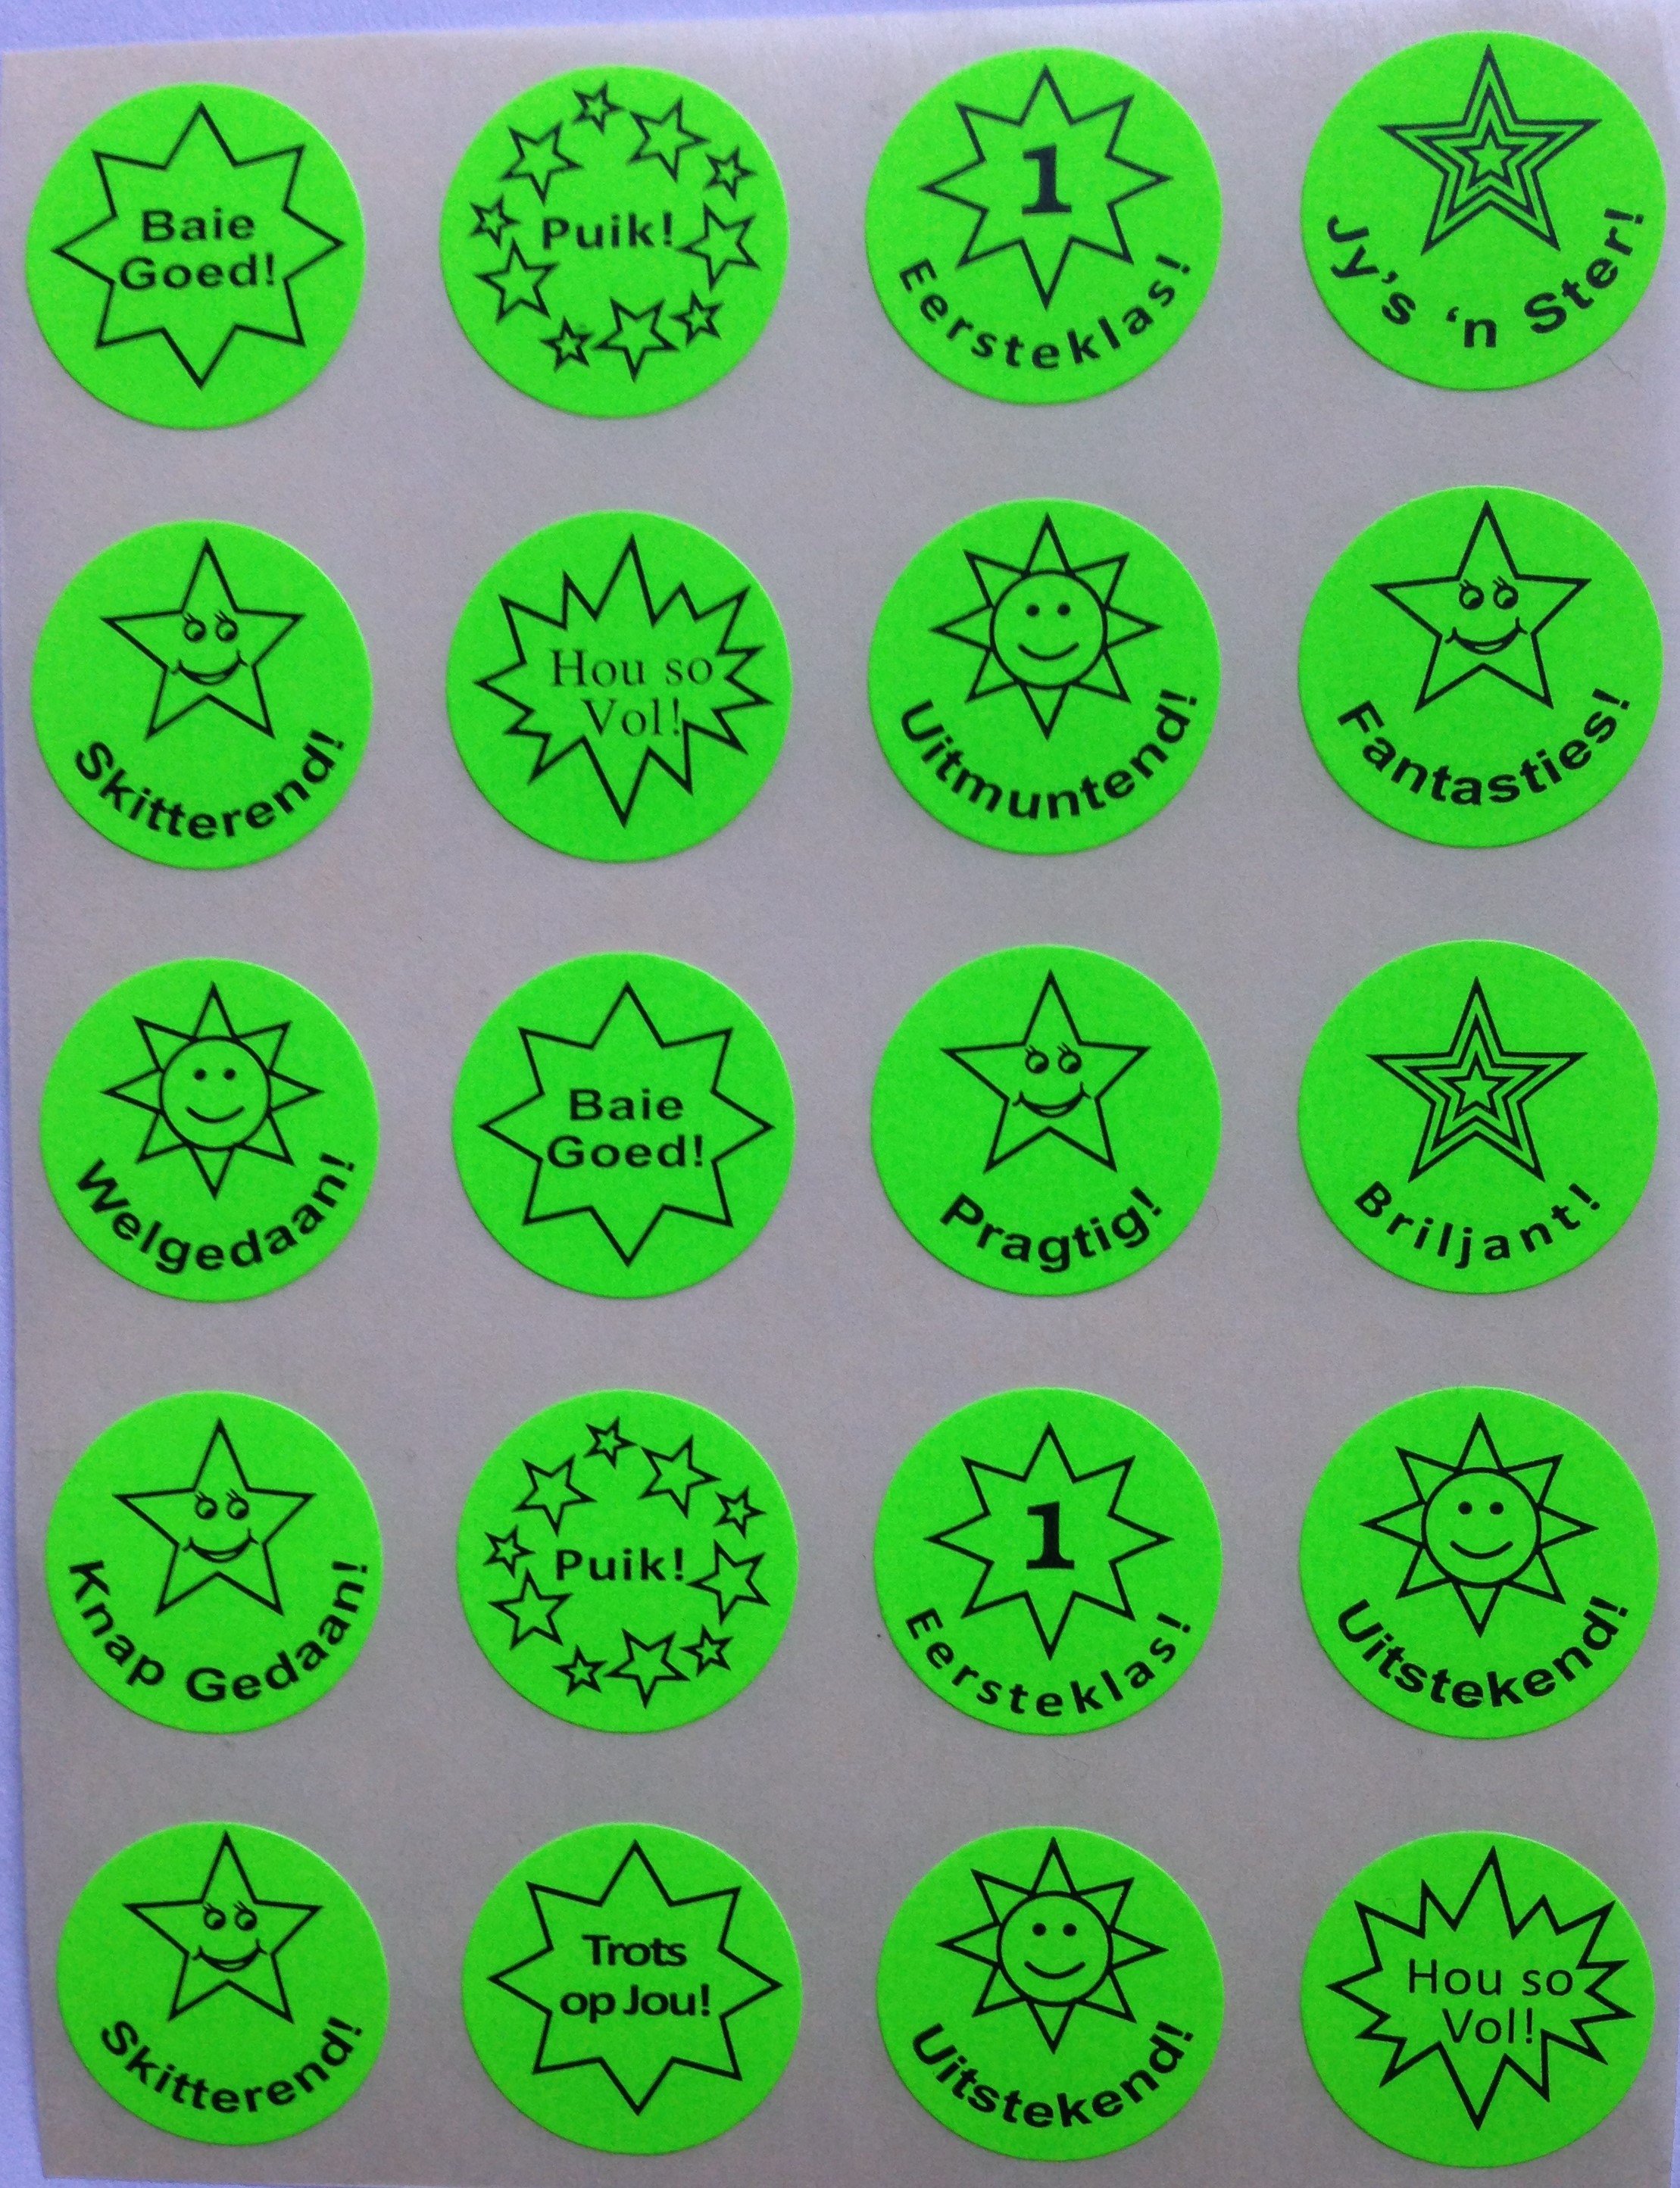 Baie
Goed!
Puik!
1
Eersteklas!
Jy's 'n Ster!
Skitterend!
Hou so
Vol!
Uitmuntend!
Fantasties!
Welgedaan!
Baie
Goed!
Pragtig!
Briljant!
Knap Gedaan!
Puik!
1
Eersteklas!
Uitstekend!
Skitterend!
Trots
op Jou!
Uitstekend!
Hou so
Vol!